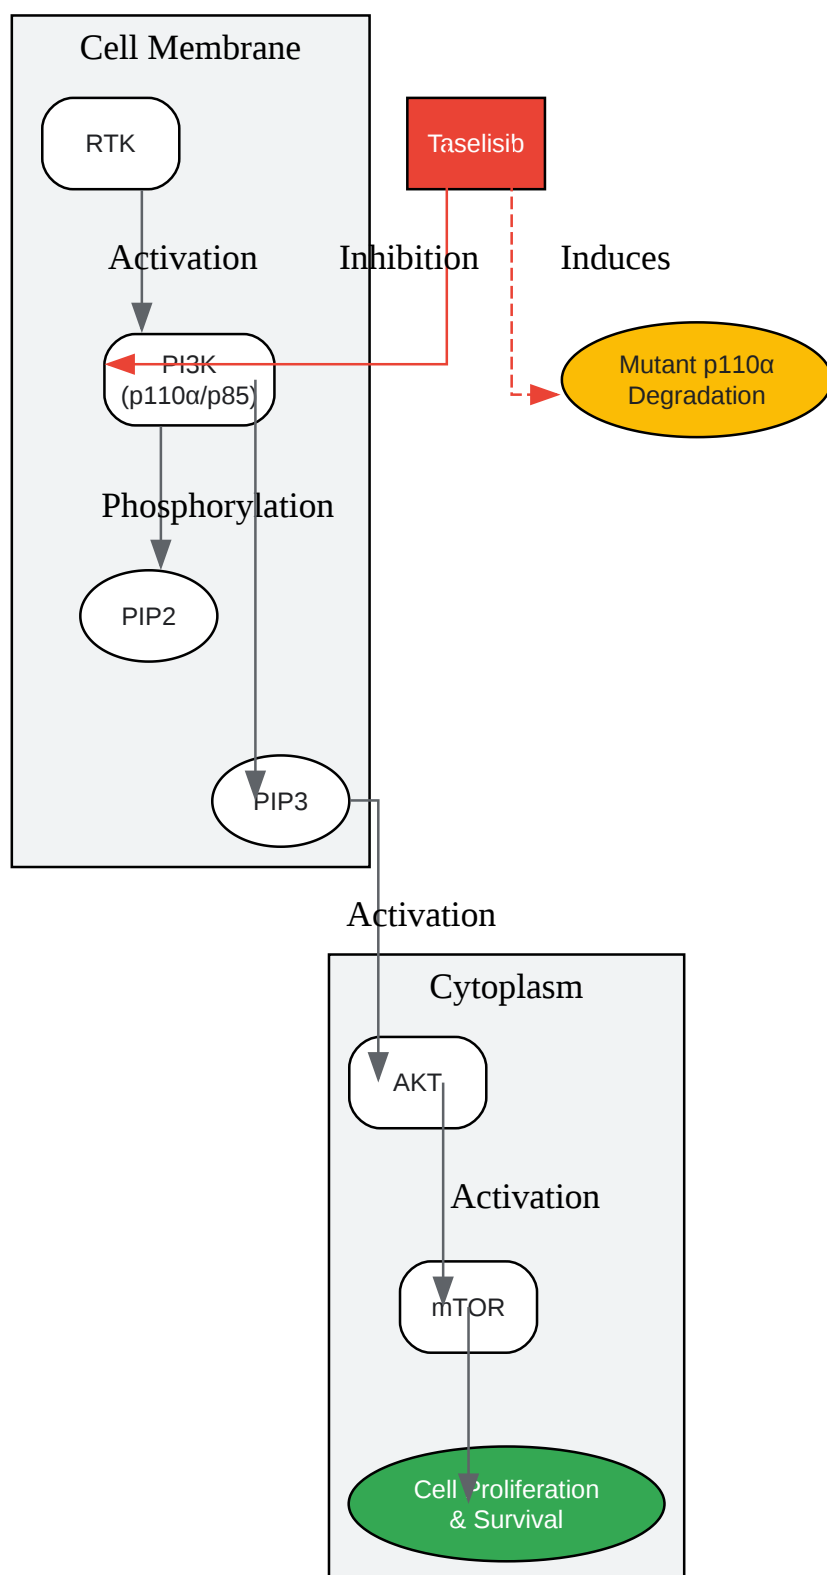 Cell Membrane
RTK
Taselisib
Activation
Inhibition
Induces
PI3K
(p110α/p85)
Mutant p110α
Degradation
Phosphorylation
PIP2
PIP3
Activation
Cytoplasm
AKT
Activation
mTOR
Cell Proliferation
& Survival